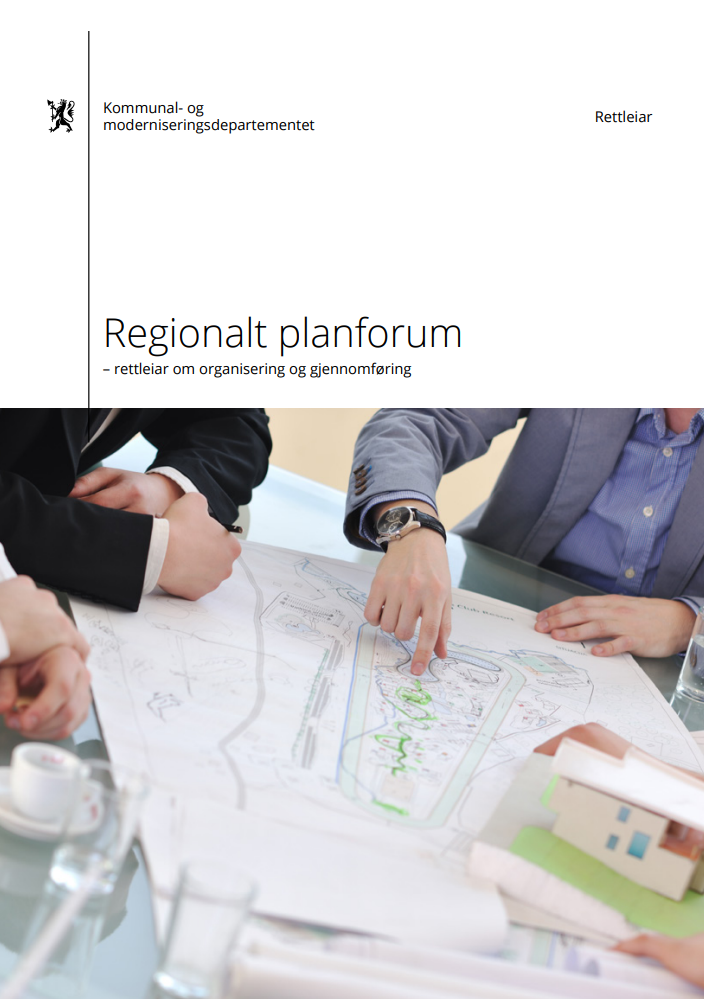 Kommunal- og
moderniseringsdepartementet
Rettleiar
Regionalt planforum
– rettleiar om organisering og gjennomføring